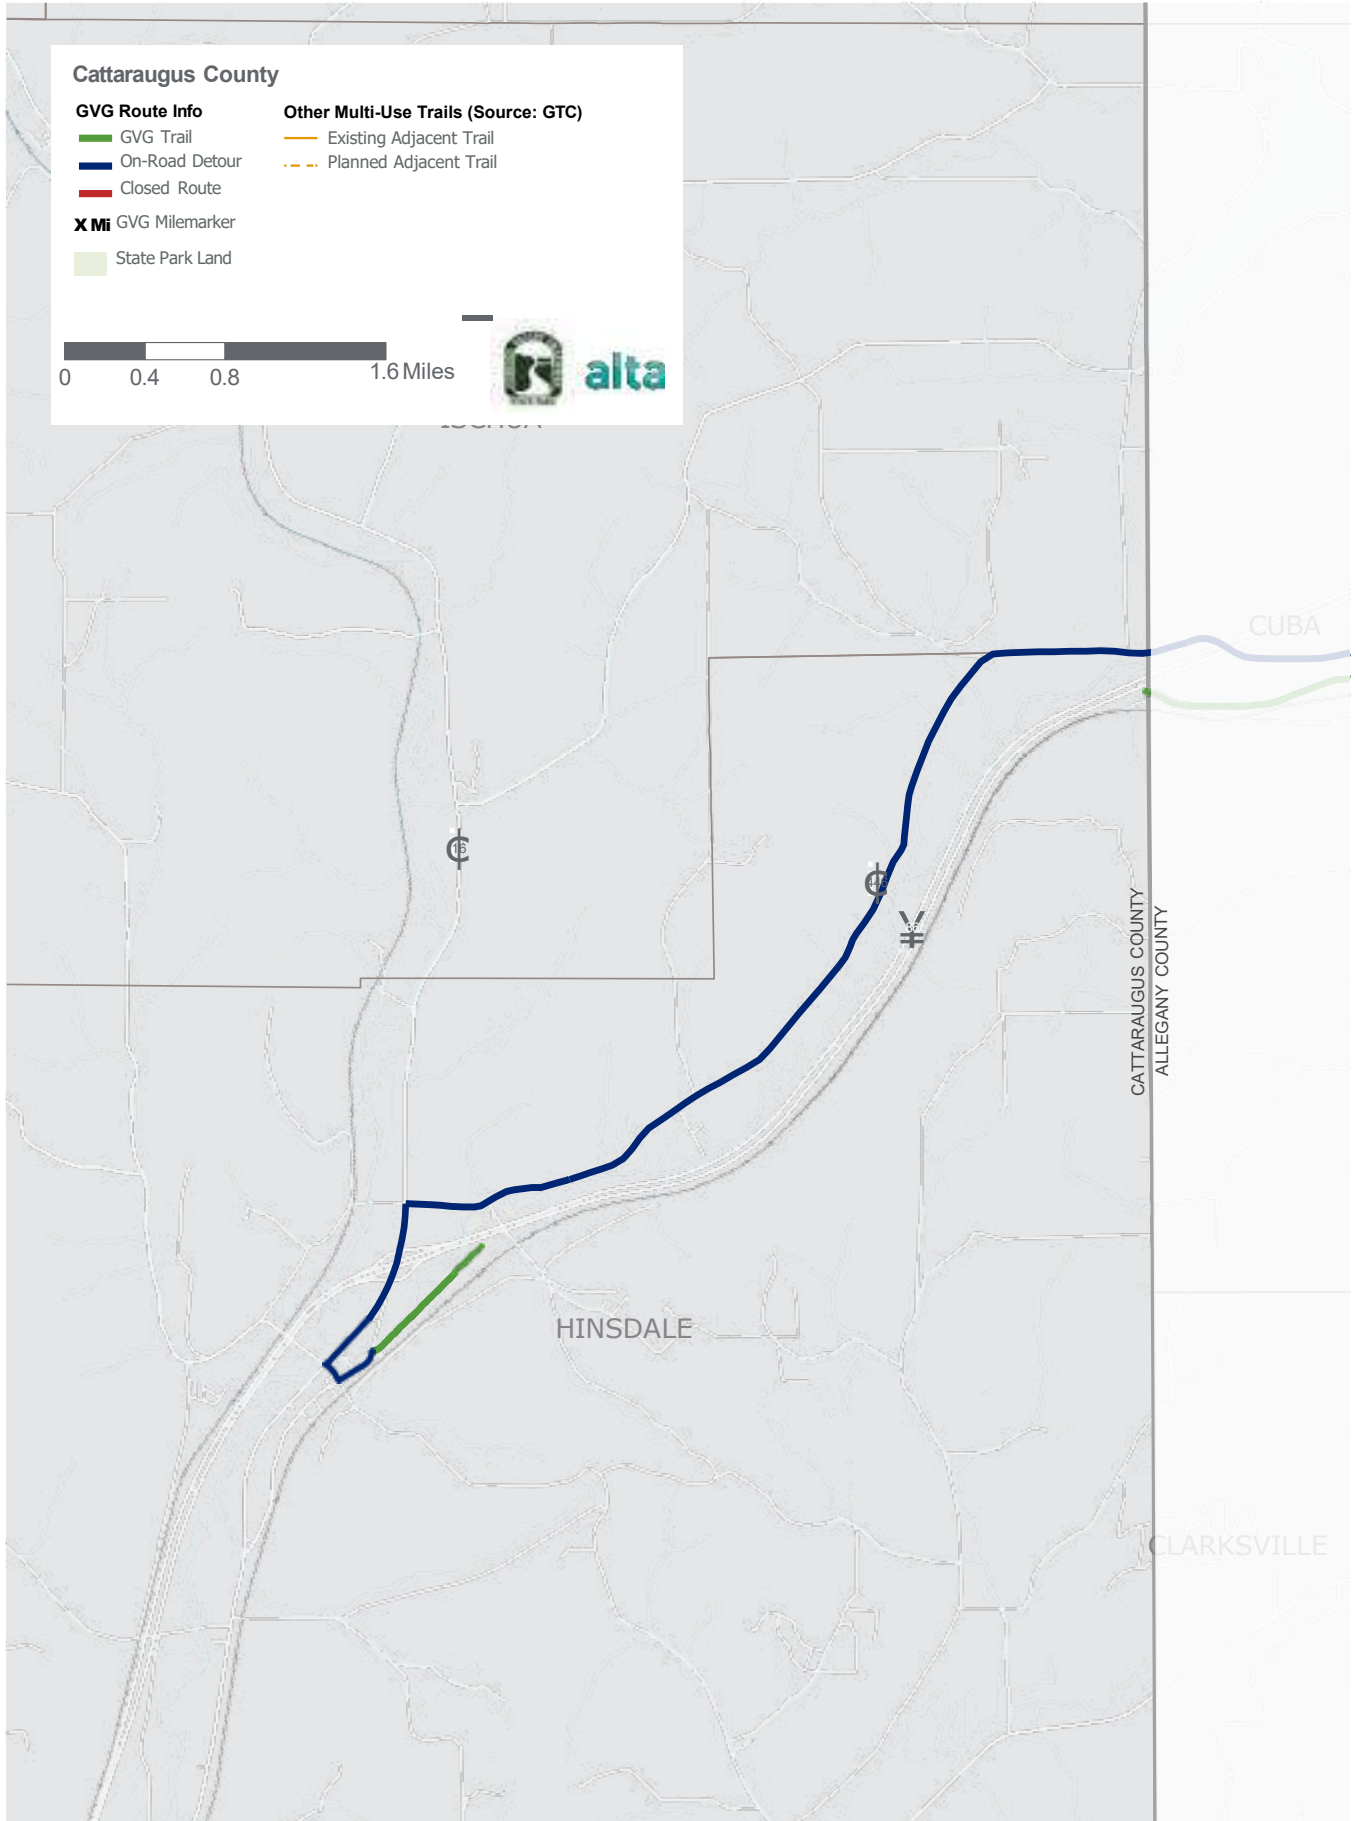 Cattaraugus County
GVG Route Info
GVG Trail
On-Road Detour
Closed Route
X Mi GVG Milemarker
State Park Land
Other Multi-Use Trails (Source: GTC)
Existing Adjacent Trail
Planned Adjacent Trail
0 0.4 0.8 1.6 Miles
alta
CUBA
₵
16
₵
¥
CATTARAUGUS COUNTY
ALLEGANY COUNTY
HINSDALE
CLARKSVILLE